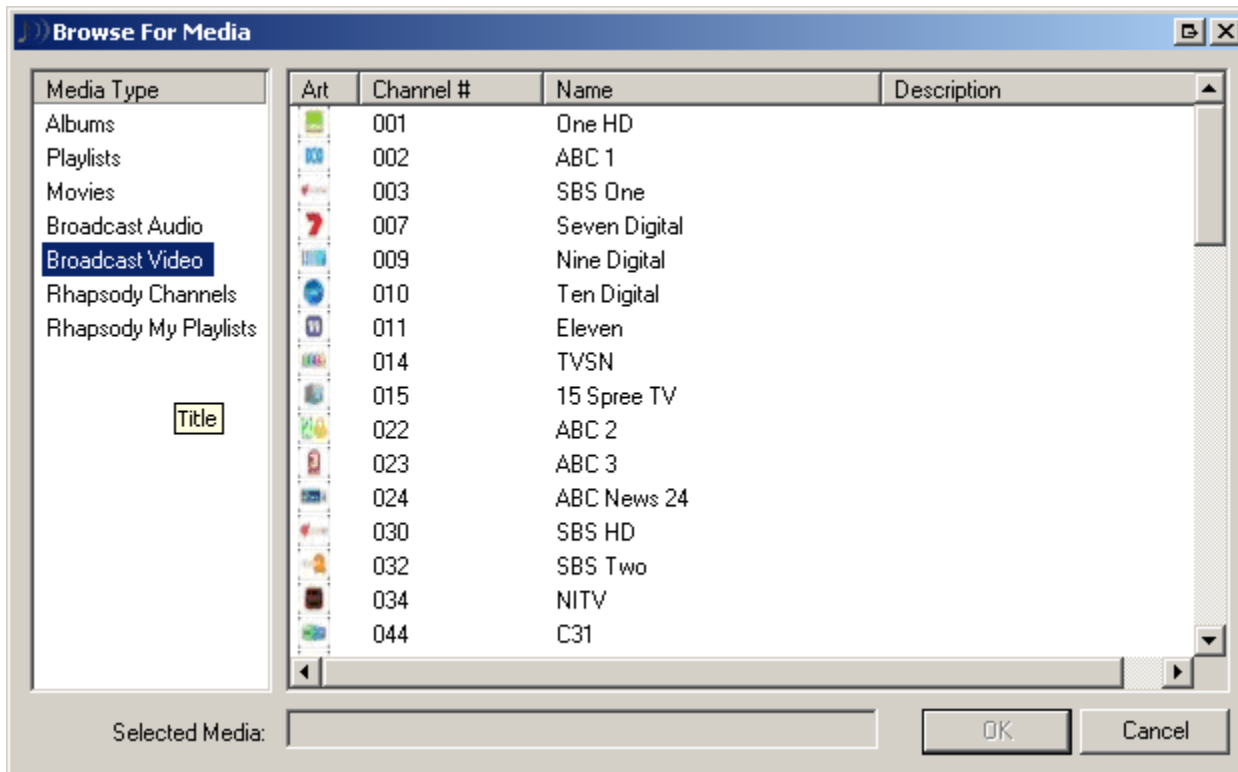 Browse For Media
Media Type
Albums
Playlists
Movies
Broadcast Audio
Broadcast Video
Rhapsody Channels
Rhapsody My Playlists
Title
Art Channel # Name Description
001 One HD
002 ABC 1
003 SBS One
007 Seven Digital
009 Nine Digital
010 Ten Digital
011 Eleven
014 TVSN
015 15 Spree TV
022 ABC 2
023 ABC 3
024 ABC News 24
030 SBS HD
032 SBS Two
034 NITV
044 C31
Selected Media:
OK Cancel